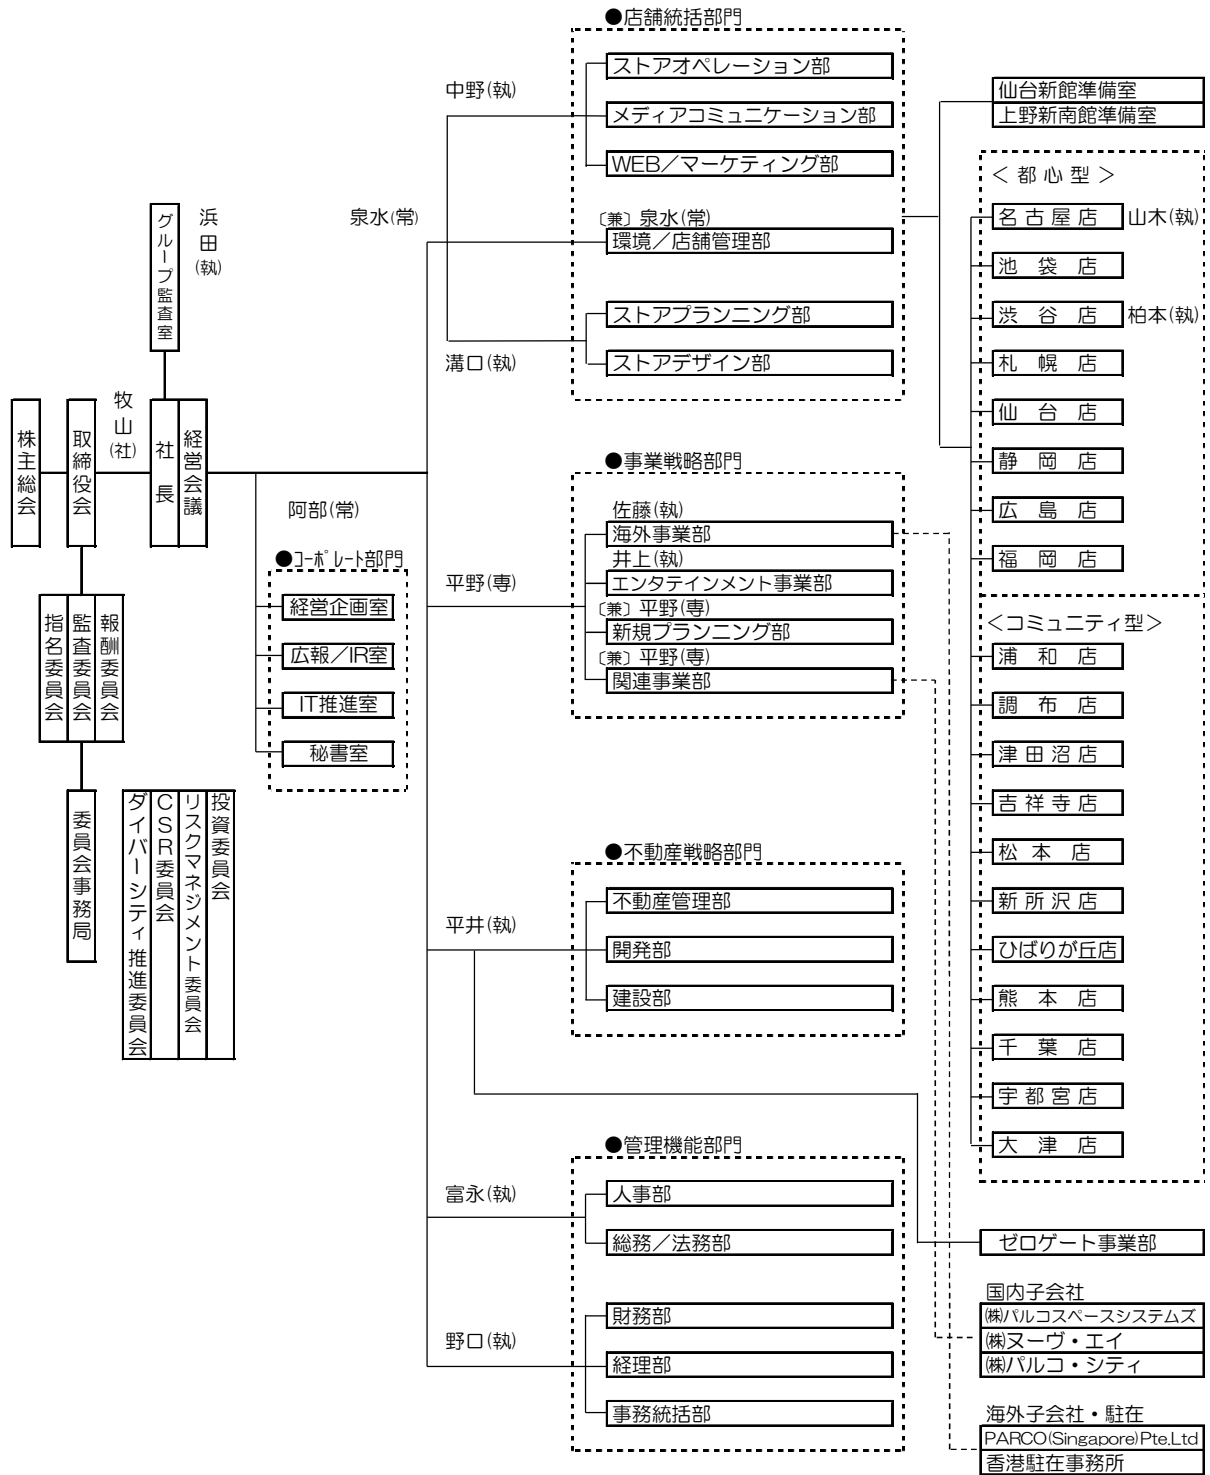 株主総会
取締役会
牧山(社)
社長
経営会議
グループ監査室
浜田(執)
指名委員会
監査委員会
報酬委員会
委員会事務局
ダイバーシティ推進委員会
CSR委員会
リスクマネジメント委員会
投資委員会
阿部(常)
●コーポレート部門
経営企画室
広報/IR室
IT推進室
秘書室
泉水(常)
●店舗統括部門
中野(執)
ストアオペレーション部
メディアコミュニケーション部
WEB/マーケティング部
〔兼〕泉水(常)
環境/店舗管理部
溝口(執)
ストアプランニング部
ストアデザイン部
平野(専)
●事業戦略部門
佐藤(執)
海外事業部
井上(執)
エンタテインメント事業部
〔兼〕平野(専)
新規プランニング部
〔兼〕平野(専)
関連事業部
平井(執)
●不動産戦略部門
不動産管理部
開発部
建設部
●管理機能部門
富永(執)
人事部
総務/法務部
野口(執)
財務部
経理部
事務統括部
仙台新館準備室
上野新南館準備室
<都心型>
名古屋店 山木(執)
池袋店
渋谷店 柏本(執)
札幌店
仙台店
静岡店
広島店
福岡店
<コミュニティ型>
浦和店
調布店
津田沼店
吉祥寺店
松本店
新所沢店
ひばりが丘店
熊本店
千葉店
宇都宮店
大津店
ゼロゲート事業部
国内子会社
㈱パルコスペースシステムズ
㈱ヌーヴ・エイ
㈱パルコ・シティ
海外子会社・駐在
PARCO(Singapore)Pte.Ltd
香港駐在事務所